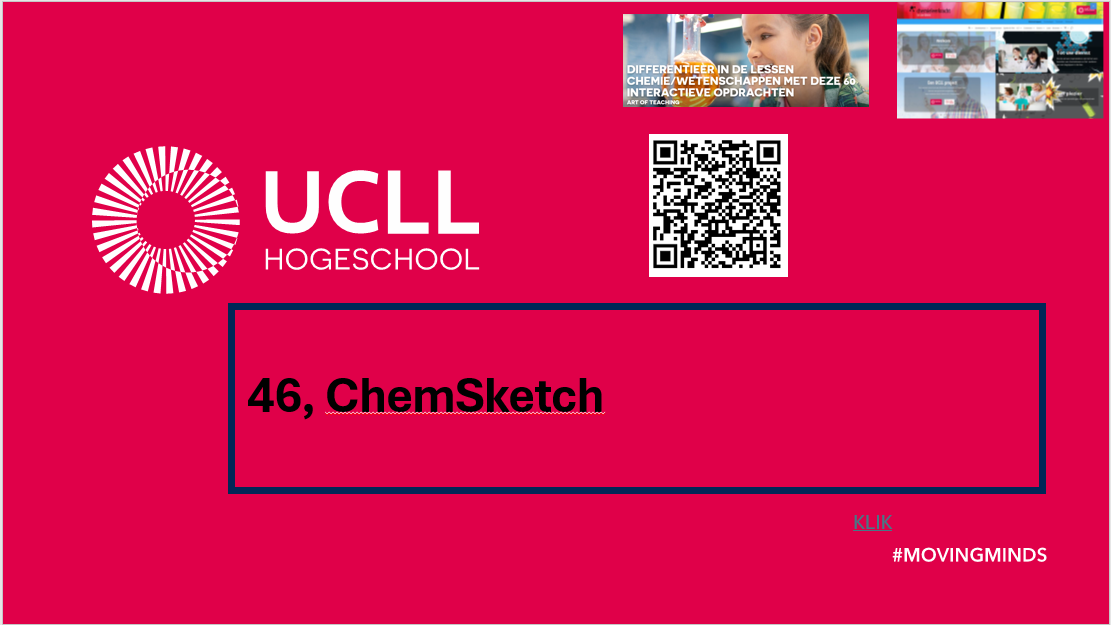 DIFFERENTIEER IN DE LESSEN
CHEMIE/WETENSCHAPPEN MET DEZE 60
INTERACTIEVE OPDRACHTEN
ART OF TEACHING
UCLL
HOGESCHOOL
46, ChemSketch
KLIK
#MOVINGMINDS